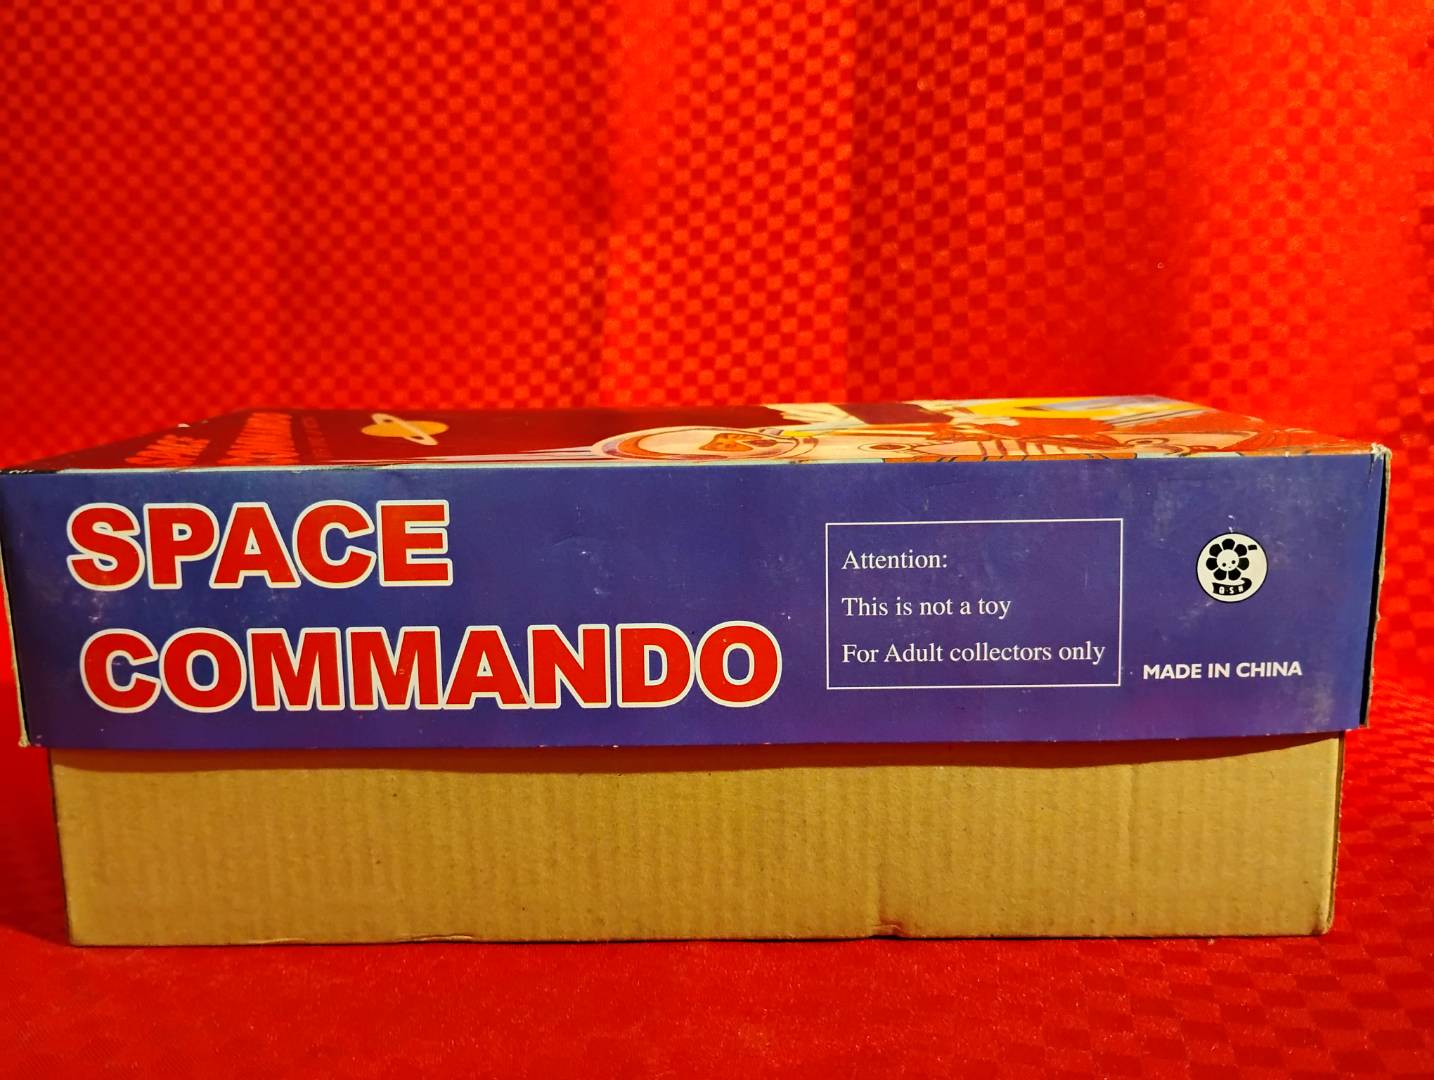 SPACE
COMMANDO
Attention:
This is not a toy
For Adult collectors only
MADE IN CHINA